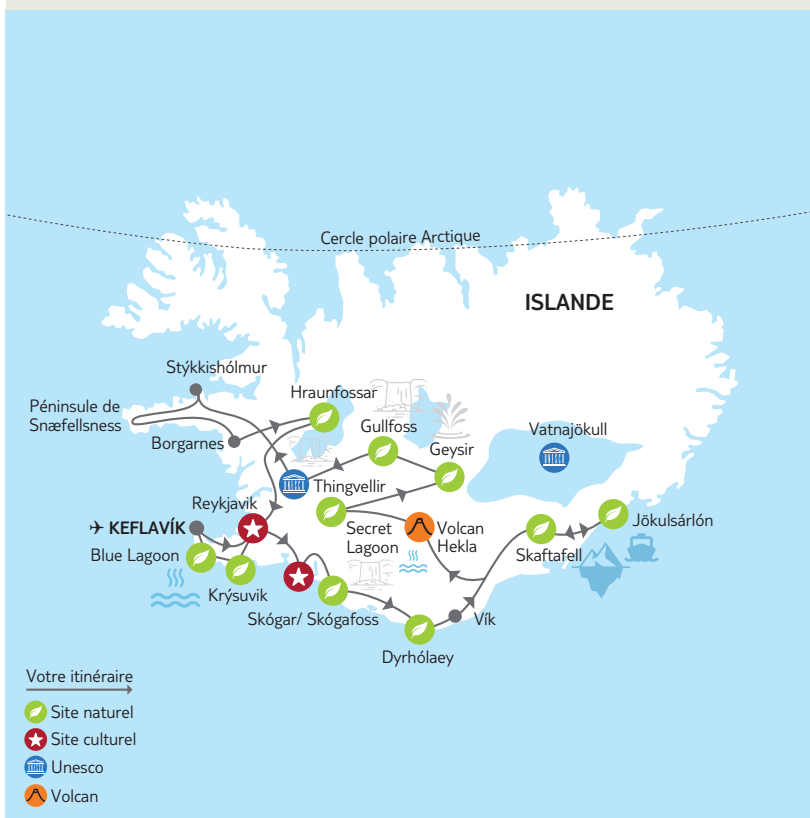 Cercle polaire Arctique
ISLANDE
Stýkkishólmur
Hraunfossar
Péninsule de
Snæfellsness
Gullfoss
Borgarnes
Geysir
Vatnajökull
Thingvellir
Reykjavik
KEFLAVÍK
Secret
Lagoon
Volcan
Hekla
Jökulsárlón
Skaftafell
Blue Lagoon
Krýsuvik
Skógar/ Skógafoss
Vík
Dyrhólaey
Votre itinéraire
Site naturel
Site culturel
Unesco
Volcan